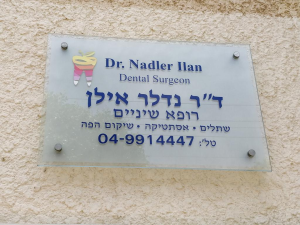 Dr. Nadler Ilan
Dental Surgeon
ד"ר נדלר אילן
רופא שיניים
שתלים • אסתטיקה • שיקום הפה
טל': 04-9914447